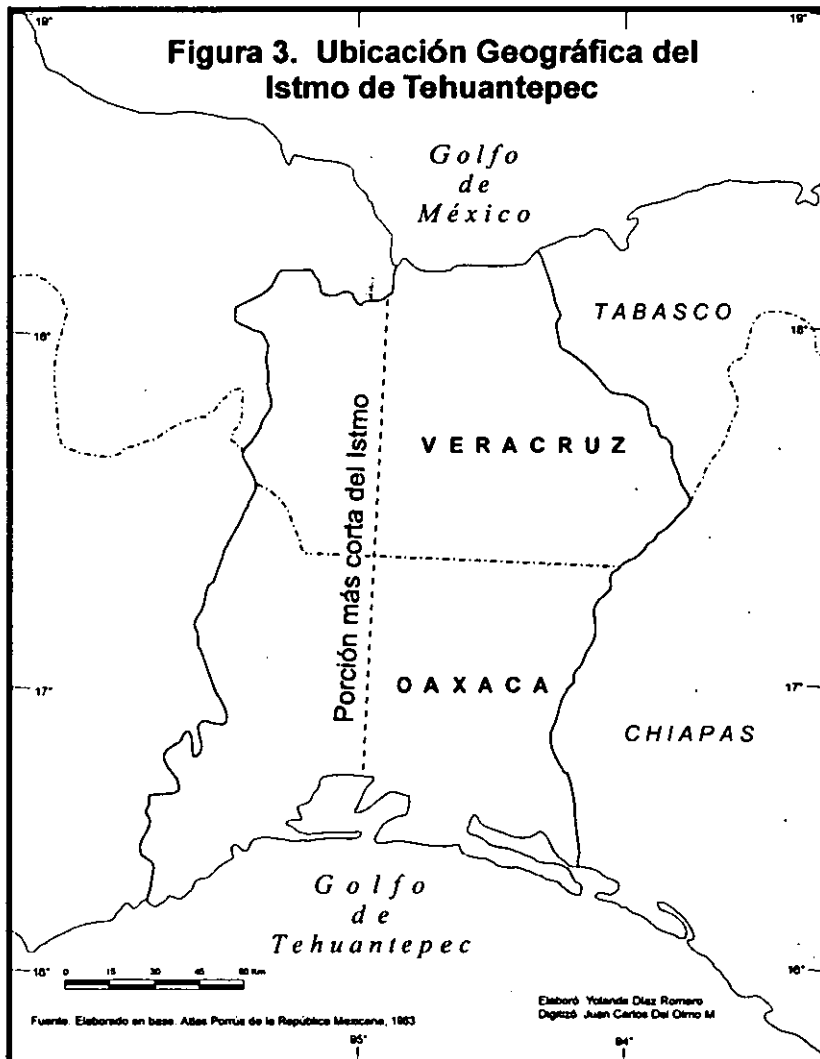 19°
19°
Figura 3. Ubicación Geográfica del
Istmo de Tehuantepec
Golfo
de
México
TABASCO
18°
18°
Porción más corta del Istmo
VERACRUZ
OAXACA
17°
17°
CHIAPAS
Golfo
de
Tehuantepec
16°
16°
0 15 30 45 60 Km
Fuente. Elaborado en base. Atlas Porrúa de la República Mexicana, 1983
Elaboró Yolanda Díaz Romero
Digitizó Juan Carlos Del Olmo M
95°
94°